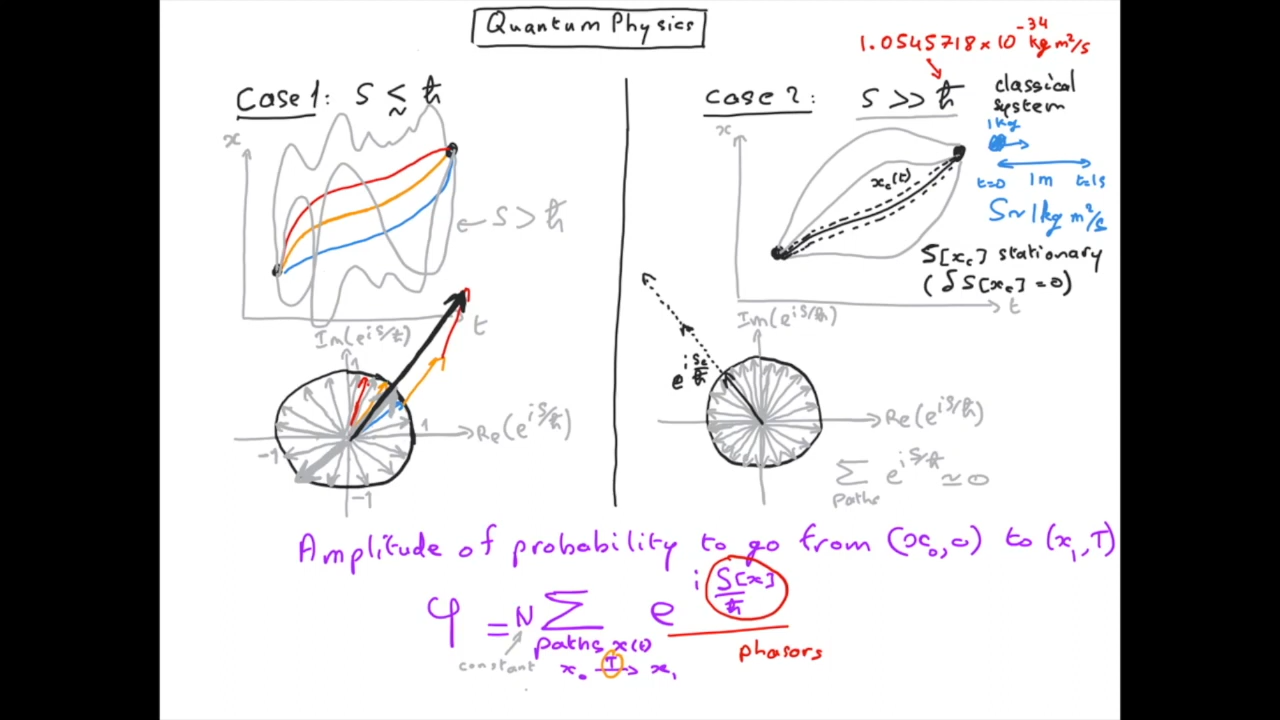 Quantum Physics
1.0545718×10⁻³⁴ kg m²/s
Case 1: S ≲ ħ
x
← S > ħ
t
Im(e^{iS/ħ})
1
Re(e^{iS/ħ})
1
-1
-1
Case 2: S >> ħ
classical
system
x
x_c(t)
1kg
t=0 1m t=1s
S~1kg m²/s
S[x_c] stationary
(δS[x_c]=0)
t
Im(e^{iS/ħ})
e^{i S_c/ħ}
Re(e^{iS/ħ})
∑ e^{iS/ħ} ≃ 0
paths
Amplitude of probability to go from (x₀,0) to (x₁,T)
φ = N ∑ e^{i S[x]/ħ}
constant
paths x(t)
x₀ —T→ x₁
phasors